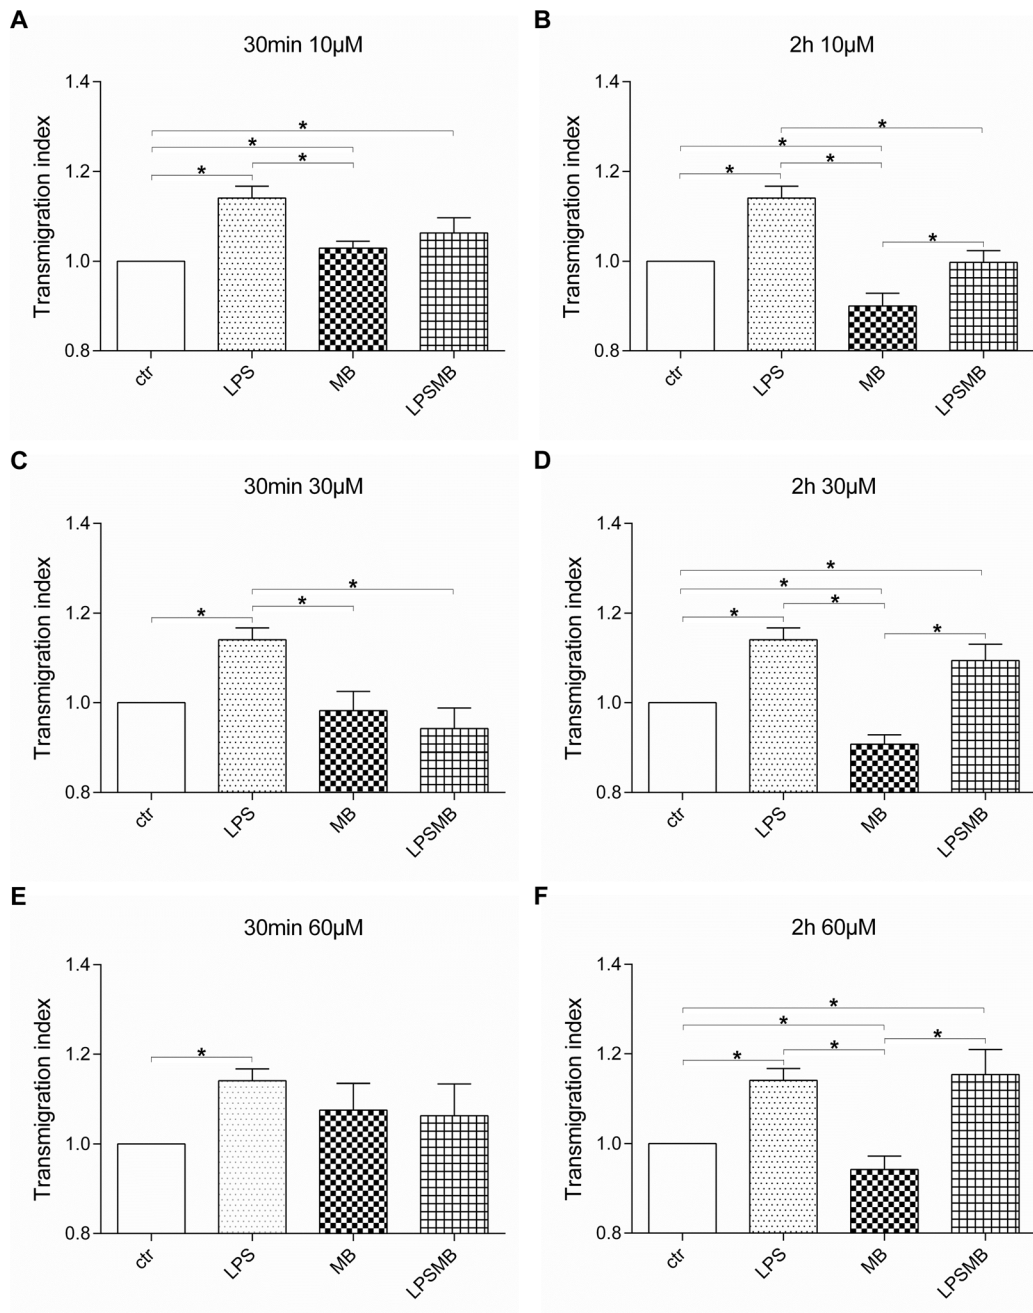 A
30min 10µM
Transmigration index
1.4
1.2
1.0
0.8
*
*
*
*
ctr
LPS
MB
LPSMB
B
2h 10µM
Transmigration index
1.4
1.2
1.0
0.8
*
*
*
*
*
ctr
LPS
MB
LPSMB
C
30min 30µM
Transmigration index
1.4
1.2
1.0
0.8
*
*
*
ctr
LPS
MB
LPSMB
D
2h 30µM
Transmigration index
1.4
1.2
1.0
0.8
*
*
*
*
*
ctr
LPS
MB
LPSMB
E
30min 60µM
Transmigration index
1.4
1.2
1.0
0.8
*
ctr
LPS
MB
LPSMB
F
2h 60µM
Transmigration index
1.4
1.2
1.0
0.8
*
*
*
*
*
ctr
LPS
MB
LPSMB